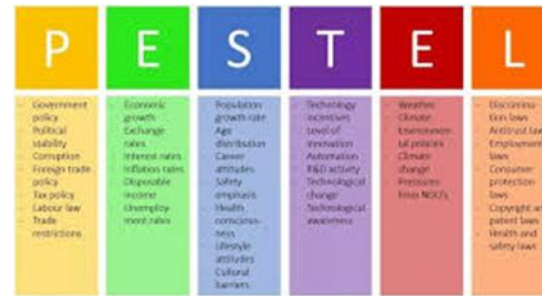 P
E
S
T
E
L
- Government
policy
- Political
stability
- Corruption
- Foreign trade
policy
- Tax policy
- Labour law
- Trade
restrictions
- Economic
growth
- Exchange
rates
- Interest rates
- Inflation rates
- Disposable
income
- Unemploy
ment rates
- Population
growth rate
- Age
distribution
- Career
attitudes
- Safety
emphasis
- Health
conscious-
ness
- Lifestyle
attitudes
- Cultural
barriers
- Technology
incentives
- Level of
innovation
- Automation
- R&D activity
- Technological
change
- Technological
awareness
- Weather
- Climate
- Environmen
tal policies
- Climate
change
- Pressures
from NGO's
- Discrimina-
tion laws
- Antitrust law
- Employment
laws
- Consumer
protection
laws
- Copyright an
patent laws
- Health and
safety laws